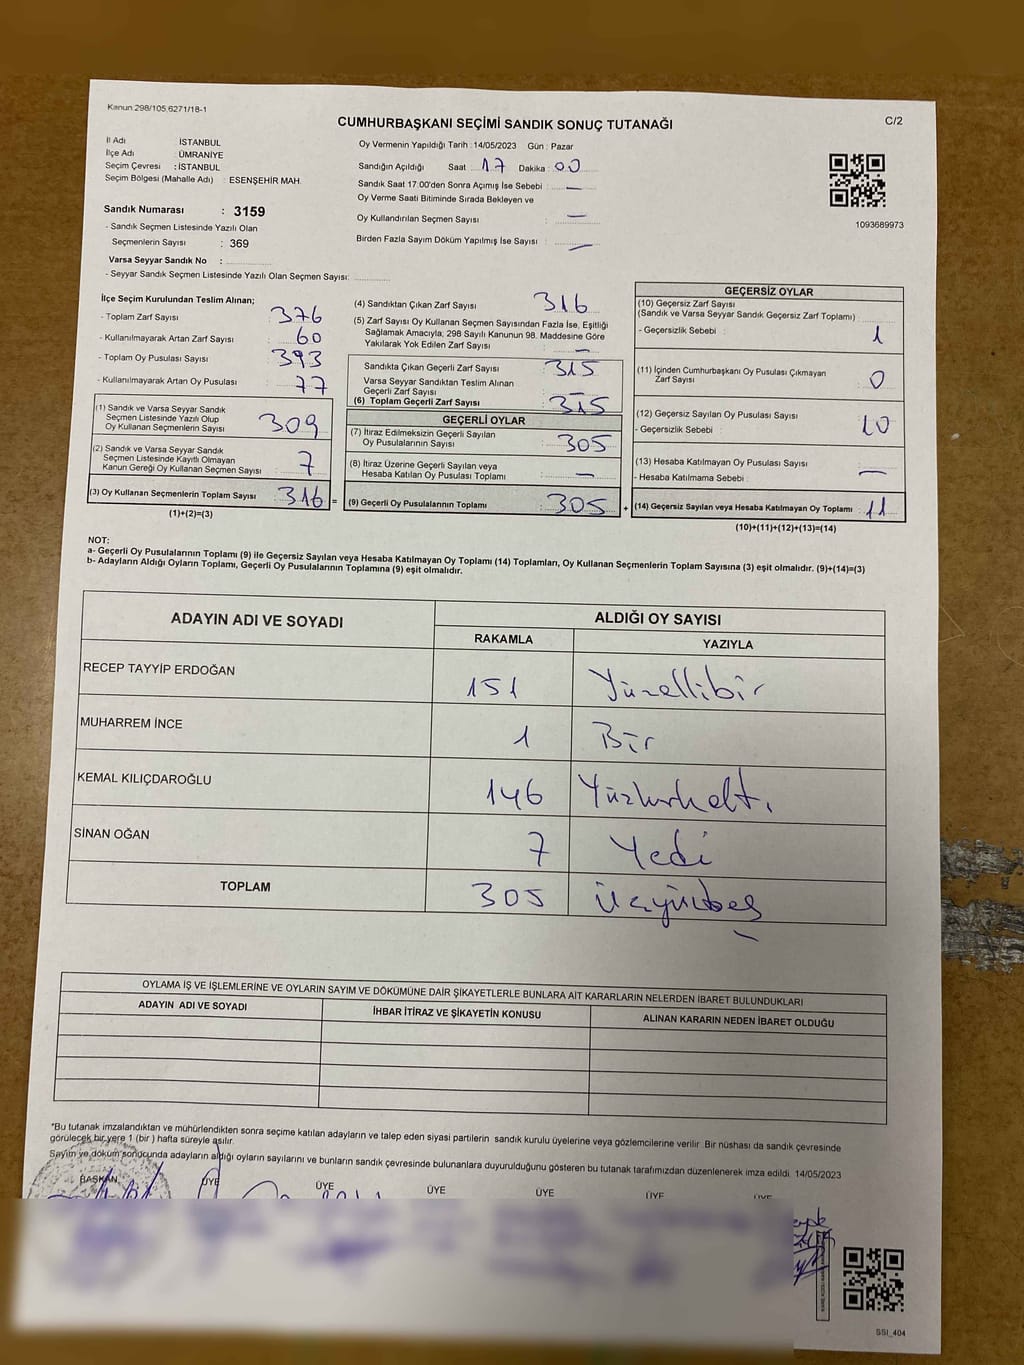 Kanun 298/105,6271/18-1
C/2
CUMHURBAŞKANI SEÇİMİ SANDIK SONUÇ TUTANAĞI
İl Adı : İSTANBUL
İlçe Adı : ÜMRANİYE
Seçim Çevresi : İSTANBUL
Seçim Bölgesi (Mahalle Adı) : ESENŞEHİR MAH.
Sandık Numarası : 3159
- Sandık Seçmen Listesinde Yazılı Olan
Seçmenlerin Sayısı : 369
Varsa Seyyar Sandık No :
- Seyyar Sandık Seçmen Listesinde Yazılı Olan Seçmen Sayısı:
Oy Vermenin Yapıldığı Tarih : 14/05/2023 Gün : Pazar
Sandığın Açıldığı Saat : 17 Dakika : 00
Sandık Saat 17:00'den Sonra Açımış İse Sebebi : —
Oy Verme Saati Bitiminde Sırada Bekleyen ve
Oy Kullandırılan Seçmen Sayısı : —
Birden Fazla Sayım Döküm Yapılmış İse Sayısı : —
1093689973
İlçe Seçim Kurulundan Teslim Alınan;
- Toplam Zarf Sayısı : 376
- Kullanılmayarak Artan Zarf Sayısı : 60
- Toplam Oy Pusulası Sayısı : 393
- Kullanılmayarak Artan Oy Pusulası : 77
(1) Sandık ve Varsa Seyyar Sandık
Seçmen Listesinde Yazılı Olup
Oy Kullanan Seçmenlerin Sayısı : 309
(2) Sandık ve Varsa Seyyar Sandık
Seçmen Listesinde Kayıtlı Olmayan
Kanun Gereği Oy Kullanan Seçmen Sayısı : 7
(3) Oy Kullanan Seçmenlerin Toplam Sayısı : 316 =
(1)+(2)=(3)
(4) Sandıktan Çıkan Zarf Sayısı : 316
(5) Zarf Sayısı Oy Kullanan Seçmen Sayısından Fazla İse, Eşitliği
Sağlamak Amacıyla, 298 Sayılı Kanunun 98. Maddesine Göre
Yakılarak Yok Edilen Zarf Sayısı : —
Sandıkta Çıkan Geçerli Zarf Sayısı : 315
Varsa Seyyar Sandıktan Teslim Alınan
Geçerli Zarf Sayısı
(6) Toplam Geçerli Zarf Sayısı : 315
GEÇERLİ OYLAR
(7) İtiraz Edilmeksizin Geçerli Sayılan
Oy Pusulalarının Sayısı : 305
(8) İtiraz Üzerine Geçerli Sayılan veya
Hesaba Katılan Oy Pusulası Toplamı : —
(9) Geçerli Oy Pusulalarının Toplamı : 305 +
GEÇERSİZ OYLAR
(10) Geçersiz Zarf Sayısı
(Sandık ve Varsa Seyyar Sandık Geçersiz Zarf Toplamı)
- Geçersizlik Sebebi : 1
(11) İçinden Cumhurbaşkanı Oy Pusulası Çıkmayan
Zarf Sayısı : 0
(12) Geçersiz Sayılan Oy Pusulası Sayısı
- Geçersizlik Sebebi : 10
(13) Hesaba Katılmayan Oy Pusulası Sayısı
- Hesaba Katılmama Sebebi : —
(14) Geçersiz Sayılan veya Hesaba Katılmayan Oy Toplamı : 11
(10)+(11)+(12)+(13)=(14)
NOT:
a- Geçerli Oy Pusulalarının Toplamı (9) ile Geçersiz Sayılan veya Hesaba Katılmayan Oy Toplamı (14) Toplamları, Oy Kullanan Seçmenlerin Toplam Sayısına (3) eşit olmalıdır. (9)+(14)=(3)
b- Adayların Aldığı Oyların Toplamı, Geçerli Oy Pusulalarının Toplamına (9) eşit olmalıdır.
ADAYIN ADI VE SOYADI ALDIĞI OY SAYISI
RAKAMLA YAZIYLA
RECEP TAYYİP ERDOĞAN 151 Yüzellibir
MUHARREM İNCE 1 Bir
KEMAL KILIÇDAROĞLU 146 Yüzkırkaltı
SİNAN OĞAN 7 Yedi
TOPLAM 305 üçyüzbeş
OYLAMA İŞ VE İŞLEMLERİNE VE OYLARIN SAYIM VE DÖKÜMÜNE DAİR ŞİKAYETLERLE BUNLARA AİT KARARLARIN NELERDEN İBARET BULUNDUKLARI
ADAYIN ADI VE SOYADI İHBAR İTİRAZ VE ŞİKAYETİN KONUSU ALINAN KARARIN NEDEN İBARET OLDUĞU
*Bu tutanak imzalandıktan ve mühürlendikten sonra seçime katılan adayların ve talep eden siyasi partilerin sandık kurulu üyelerine veya gözlemcilerine verilir. Bir nüshası da sandık çevresinde
görülecek bir yere 1 (bir ) hafta süreyle asılır.
Sayım ve döküm sonucunda adayların aldığı oyların sayılarını ve bunların sandık çevresinde bulunanlara duyurulduğunu gösteren bu tutanak tarafımızdan düzenlenerek imza edildi. 14/05/2023
BAŞKAN ÜYE ÜYE ÜYE ÜYE ÜYE ÜYE
SSI_404